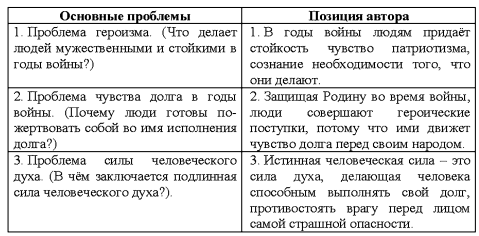 Основные проблемы
Позиция автора
1. Проблема героизма. (Что делает
людей мужественными и стойкими в
годы войны?)
1. В годы войны людям придаёт
стойкость чувство патриотизма,
сознание необходимости того, что
они делают.
2. Проблема чувства долга в годы
войны. (Почему люди готовы по-
жертвовать собой во имя исполнения
долга?)
2. Защищая Родину во время войны,
люди совершают героические
поступки, потому что ими движет
чувство долга перед своим народом.
3. Проблема силы человеческого
духа. (В чём заключается подлинная
сила человеческого духа?).
3. Истинная человеческая сила – это
сила духа, делающая человека
способным выполнять свой долг,
противостоять врагу перед лицом
самой страшной опасности.